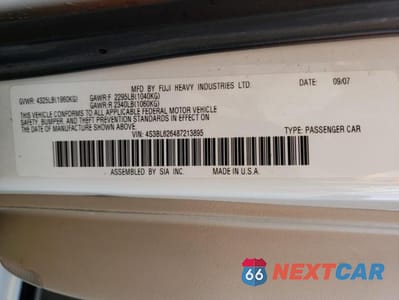 MFD BY FUJI HEAVY INDUSTRIES LTD. DATE: 09/07
GVWR: 4325LB(1960KG) GAWR:F 2295LB(1040KG)
GAWR:R 2340LB(1060KG)
THIS VEHICLE CONFORMS TO ALL APPLICABLE FEDERAL MOTOR VEHICLE
SAFETY, BUMPER, AND THEFT PREVENTION STANDARDS IN EFFECT ON
THE DATE OF MANUFACTURE SHOWN ABOVE.
VIN: 4S3BL626487213895 TYPE: PASSENGER CAR
ASSEMBLED BY SIA INC. MADE IN U.S.A.
66 NEXTCAR